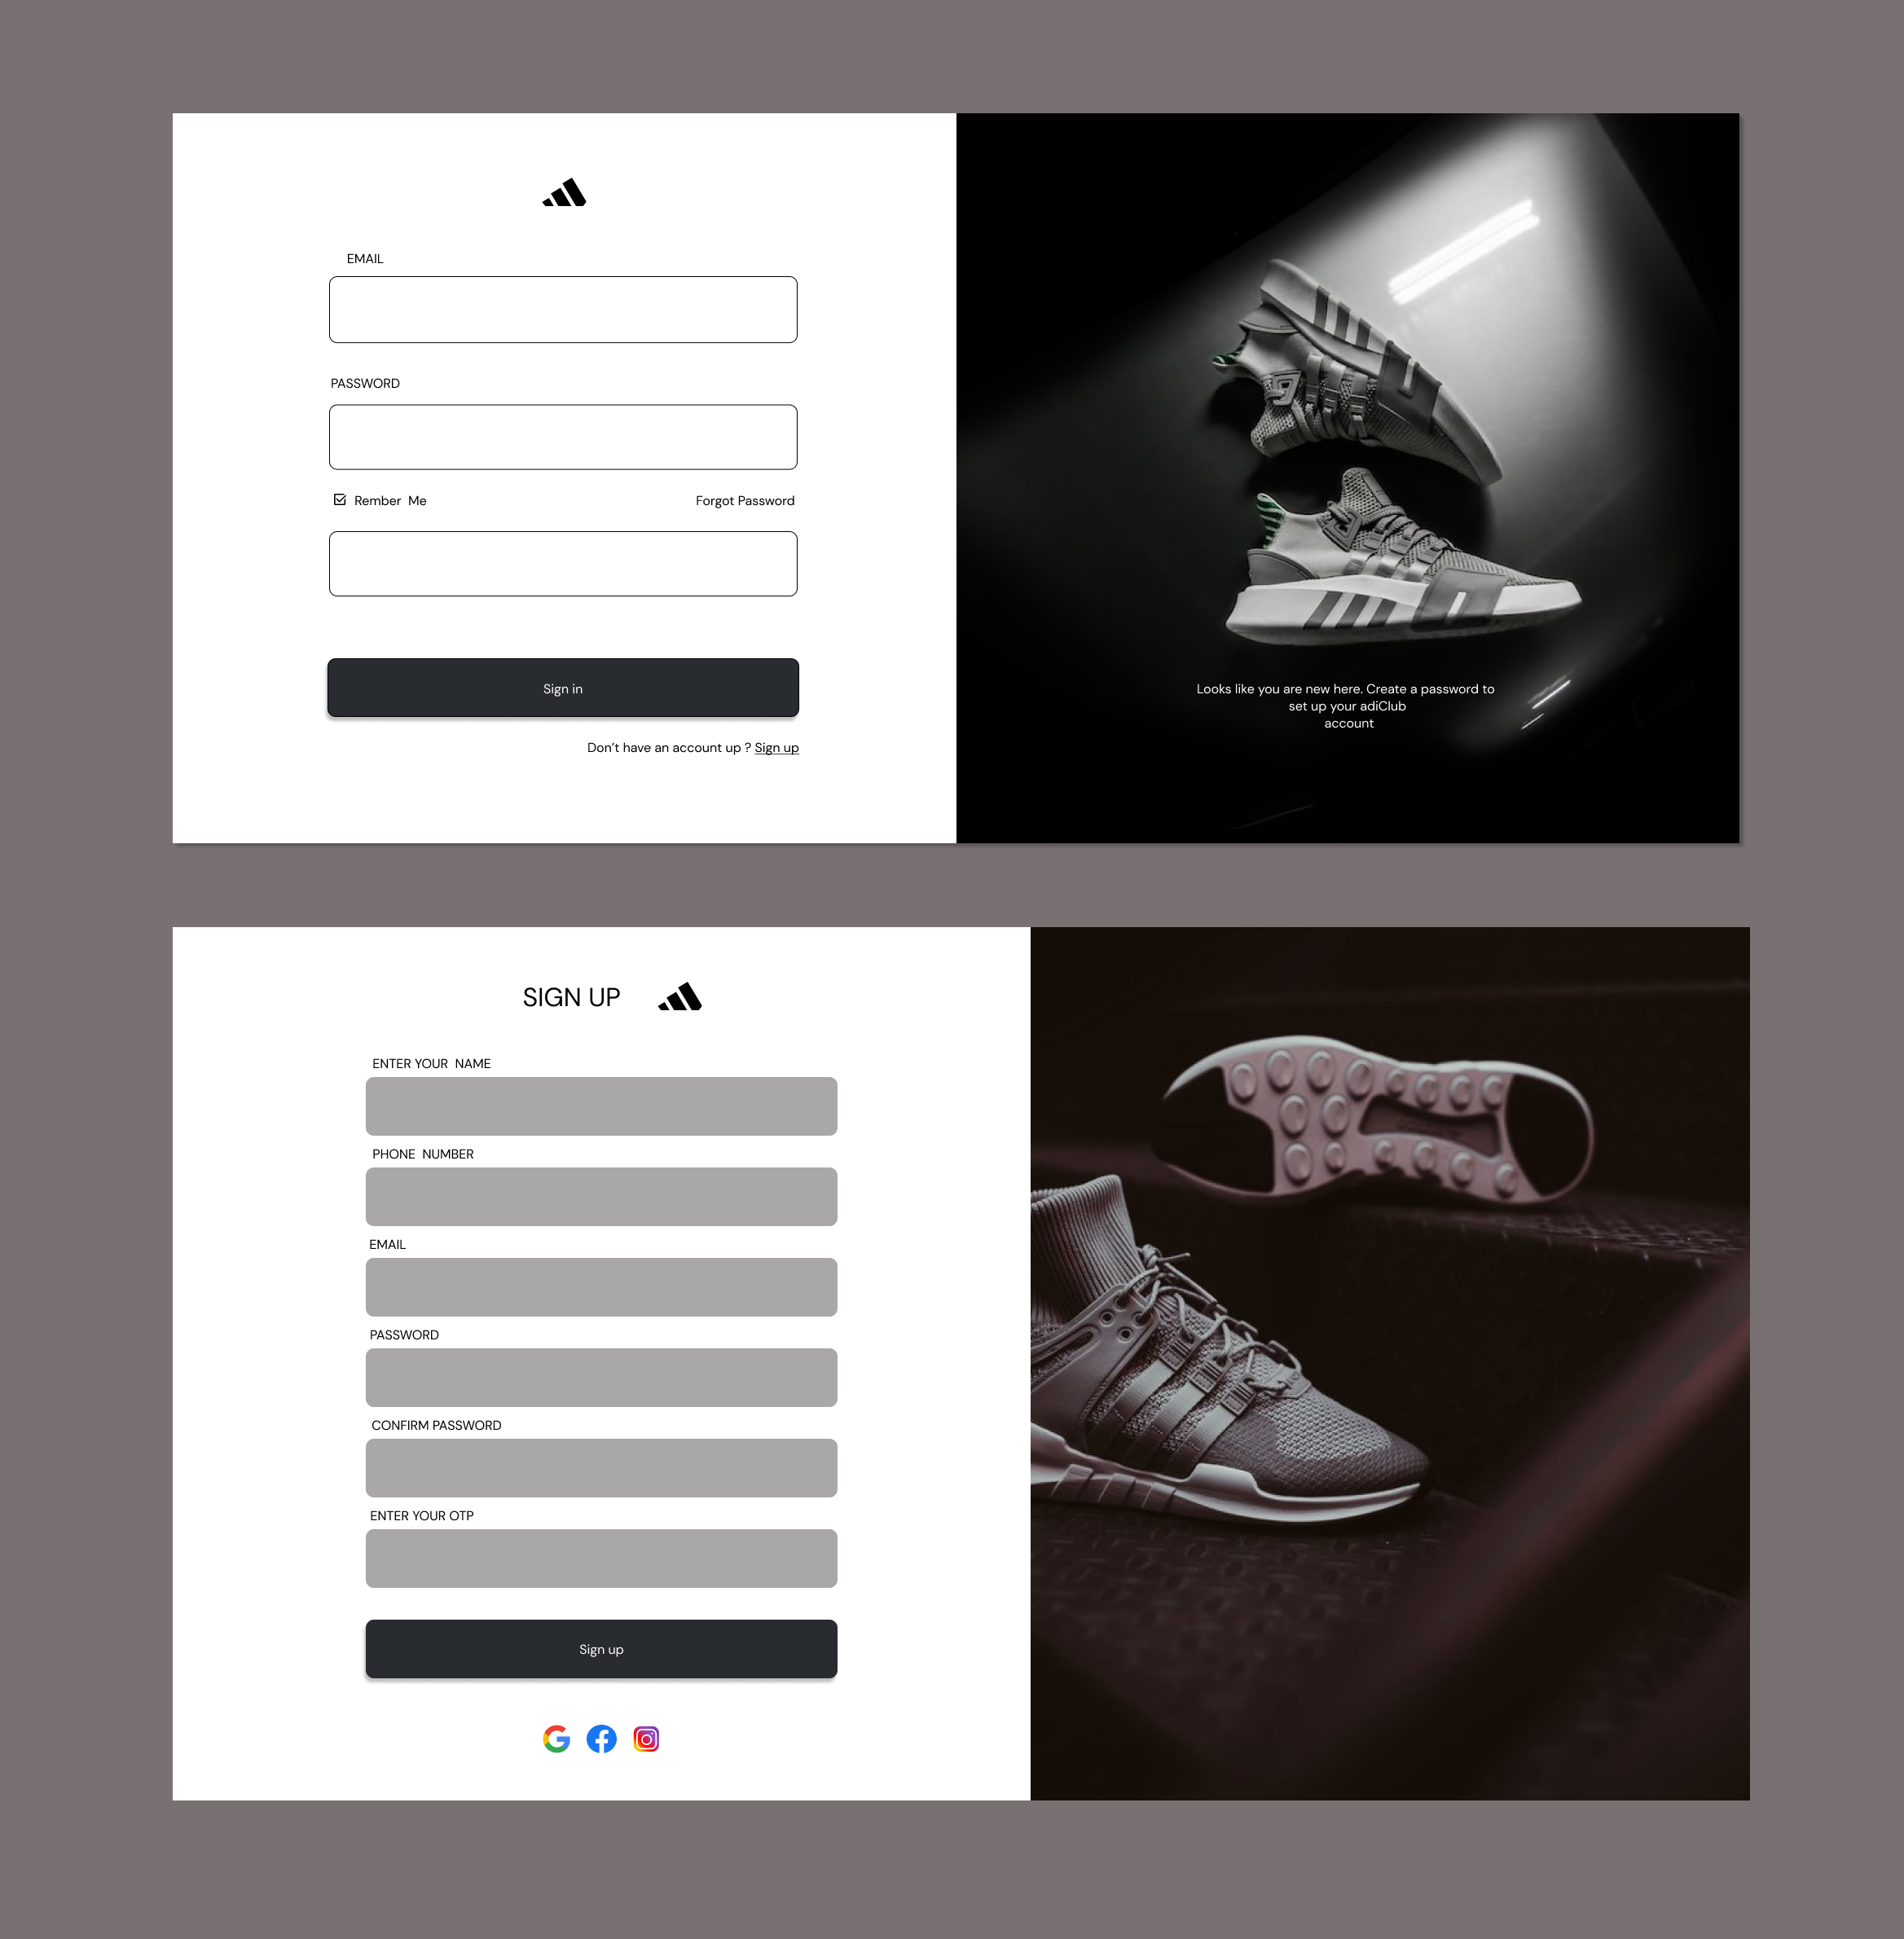 EMAIL
PASSWORD
Rember  Me
Forgot Password
Sign in
Don't have an account up ? Sign up
Looks like you are new here. Create a password to
set up your adiClub
account
SIGN UP
ENTER YOUR  NAME
PHONE  NUMBER
EMAIL
PASSWORD
CONFIRM PASSWORD
ENTER YOUR OTP
Sign up